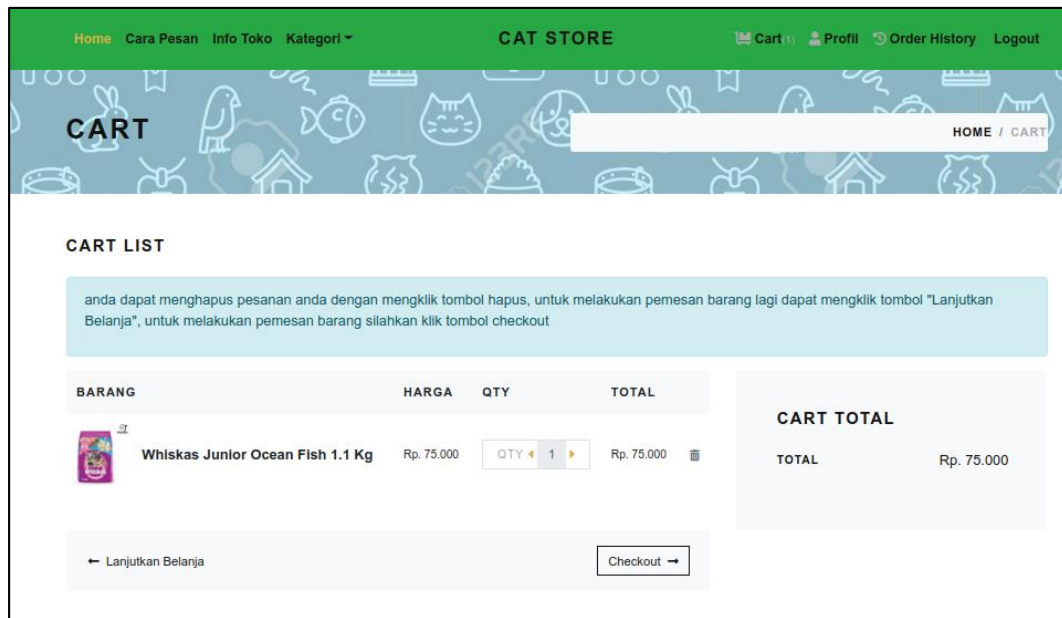 Home Cara Pesan Info Toko Kategori CAT STORE Cart(1) Profil Order History Logout
CART
HOME / CART
CART LIST
anda dapat menghapus pesanan anda dengan mengklik tombol hapus, untuk melakukan pemesan barang lagi dapat mengklik tombol "Lanjutkan
Belanja", untuk melakukan pemesan barang silahkan klik tombol checkout
BARANG HARGA QTY TOTAL
Whiskas Junior Ocean Fish 1.1 Kg Rp. 75.000 QTY 1 Rp. 75.000
← Lanjutkan Belanja Checkout →
CART TOTAL
TOTAL Rp. 75.000